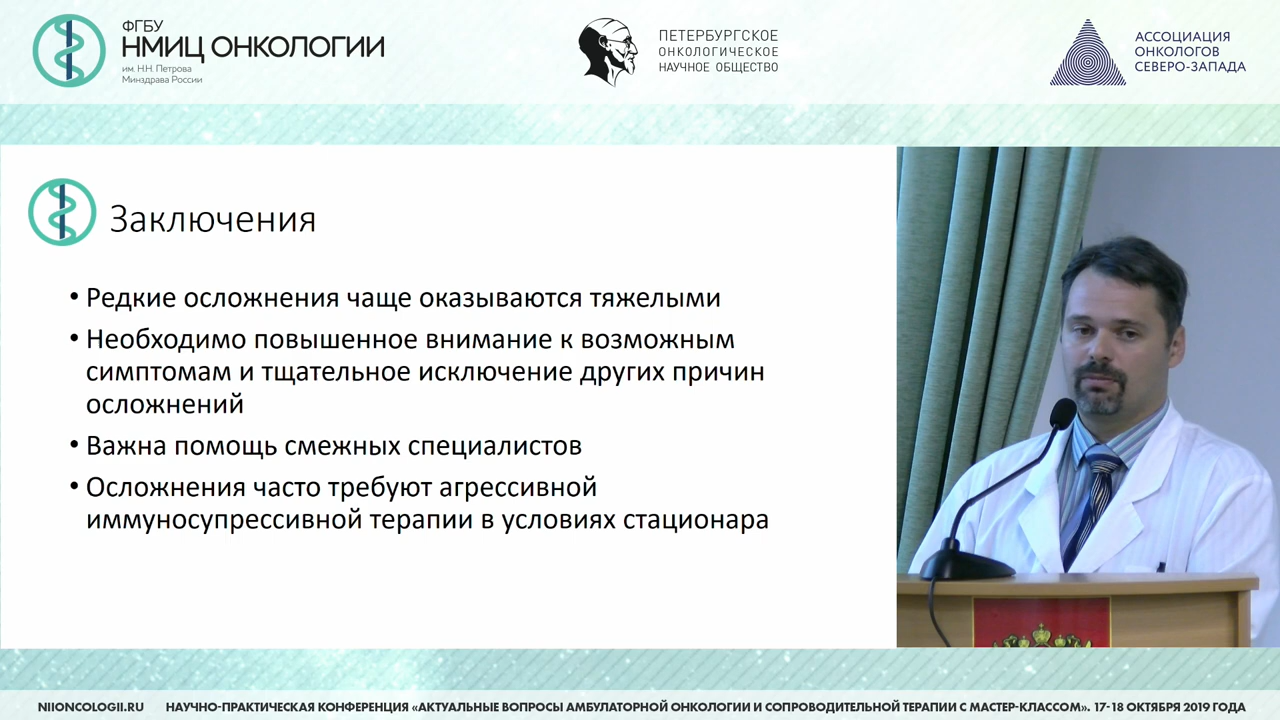 ФГБУ
НМИЦ ОНКОЛОГИИ
им. Н.Н. Петрова
Минздрава России
ПЕТЕРБУРГСКОЕ
ОНКОЛОГИЧЕСКОЕ
НАУЧНОЕ ОБЩЕСТВО
АССОЦИАЦИЯ
ОНКОЛОГОВ
СЕВЕРО-ЗАПАДА
Заключения
• Редкие осложнения чаще оказываются тяжелыми
• Необходимо повышенное внимание к возможным
симптомам и тщательное исключение других причин
осложнений
• Важна помощь смежных специалистов
• Осложнения часто требуют агрессивной
иммуносупрессивной терапии в условиях стационара
NIIONCOLOGII.RU НАУЧНО-ПРАКТИЧЕСКАЯ КОНФЕРЕНЦИЯ «АКТУАЛЬНЫЕ ВОПРОСЫ АМБУЛАТОРНОЙ ОНКОЛОГИИ И СОПРОВОДИТЕЛЬНОЙ ТЕРАПИИ С МАСТЕР-КЛАССОМ». 17-18 ОКТЯБРЯ 2019 ГОДА